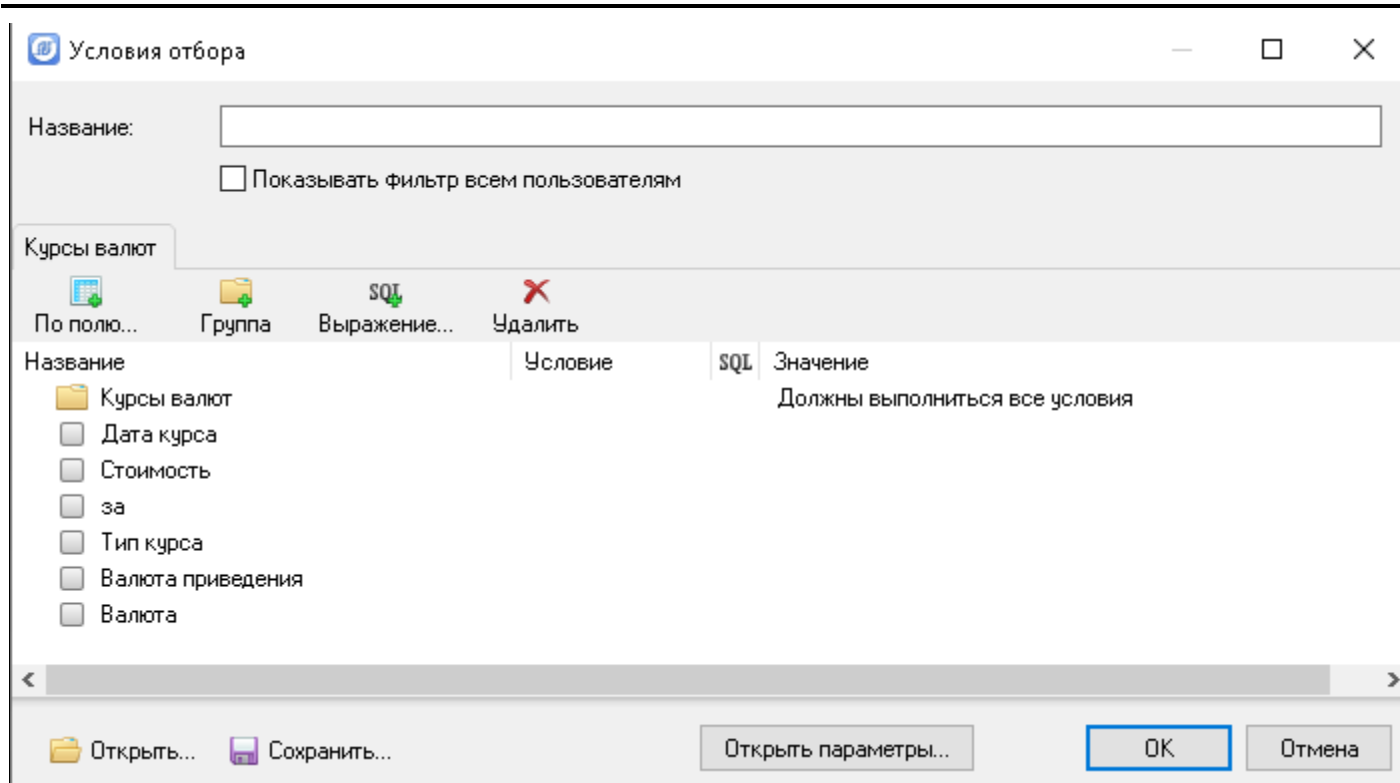 Условия отбора
Название:
Показывать фильтр всем пользователям
Курсы валют
По полю... Группа SQL Выражение... Удалить
Название Условие SQL Значение
Курсы валют Должны выполниться все условия
Дата курса
Стоимость
за
Тип курса
Валюта приведения
Валюта
Открыть... Сохранить... Открыть параметры... OK Отмена